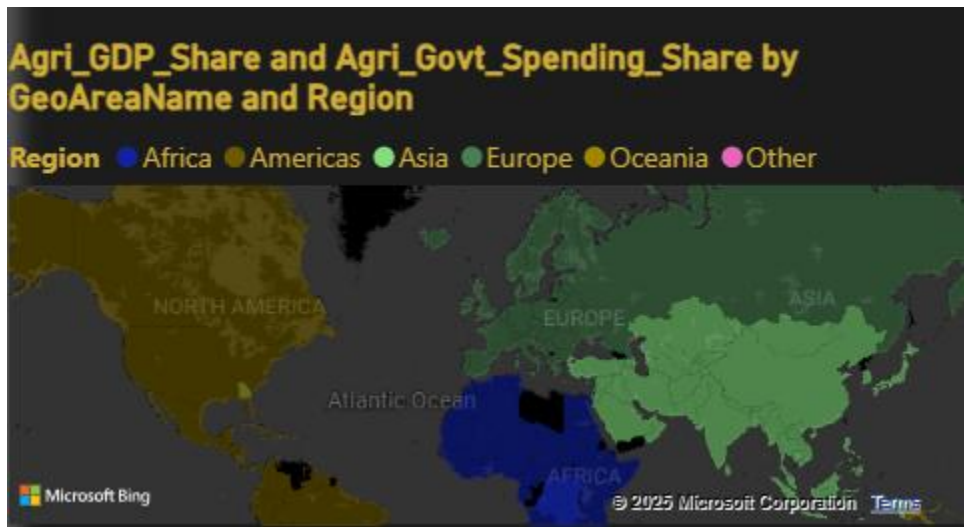 Agri_GDP_Share and Agri_Govt_Spending_Share by
GeoAreaName and Region
Region Africa Americas Asia Europe Oceania Other
NORTH AMERICA
ASIA
EUROPE
Atlantic Ocean
AFRICA
Microsoft Bing
© 2025 Microsoft Corporation Terms